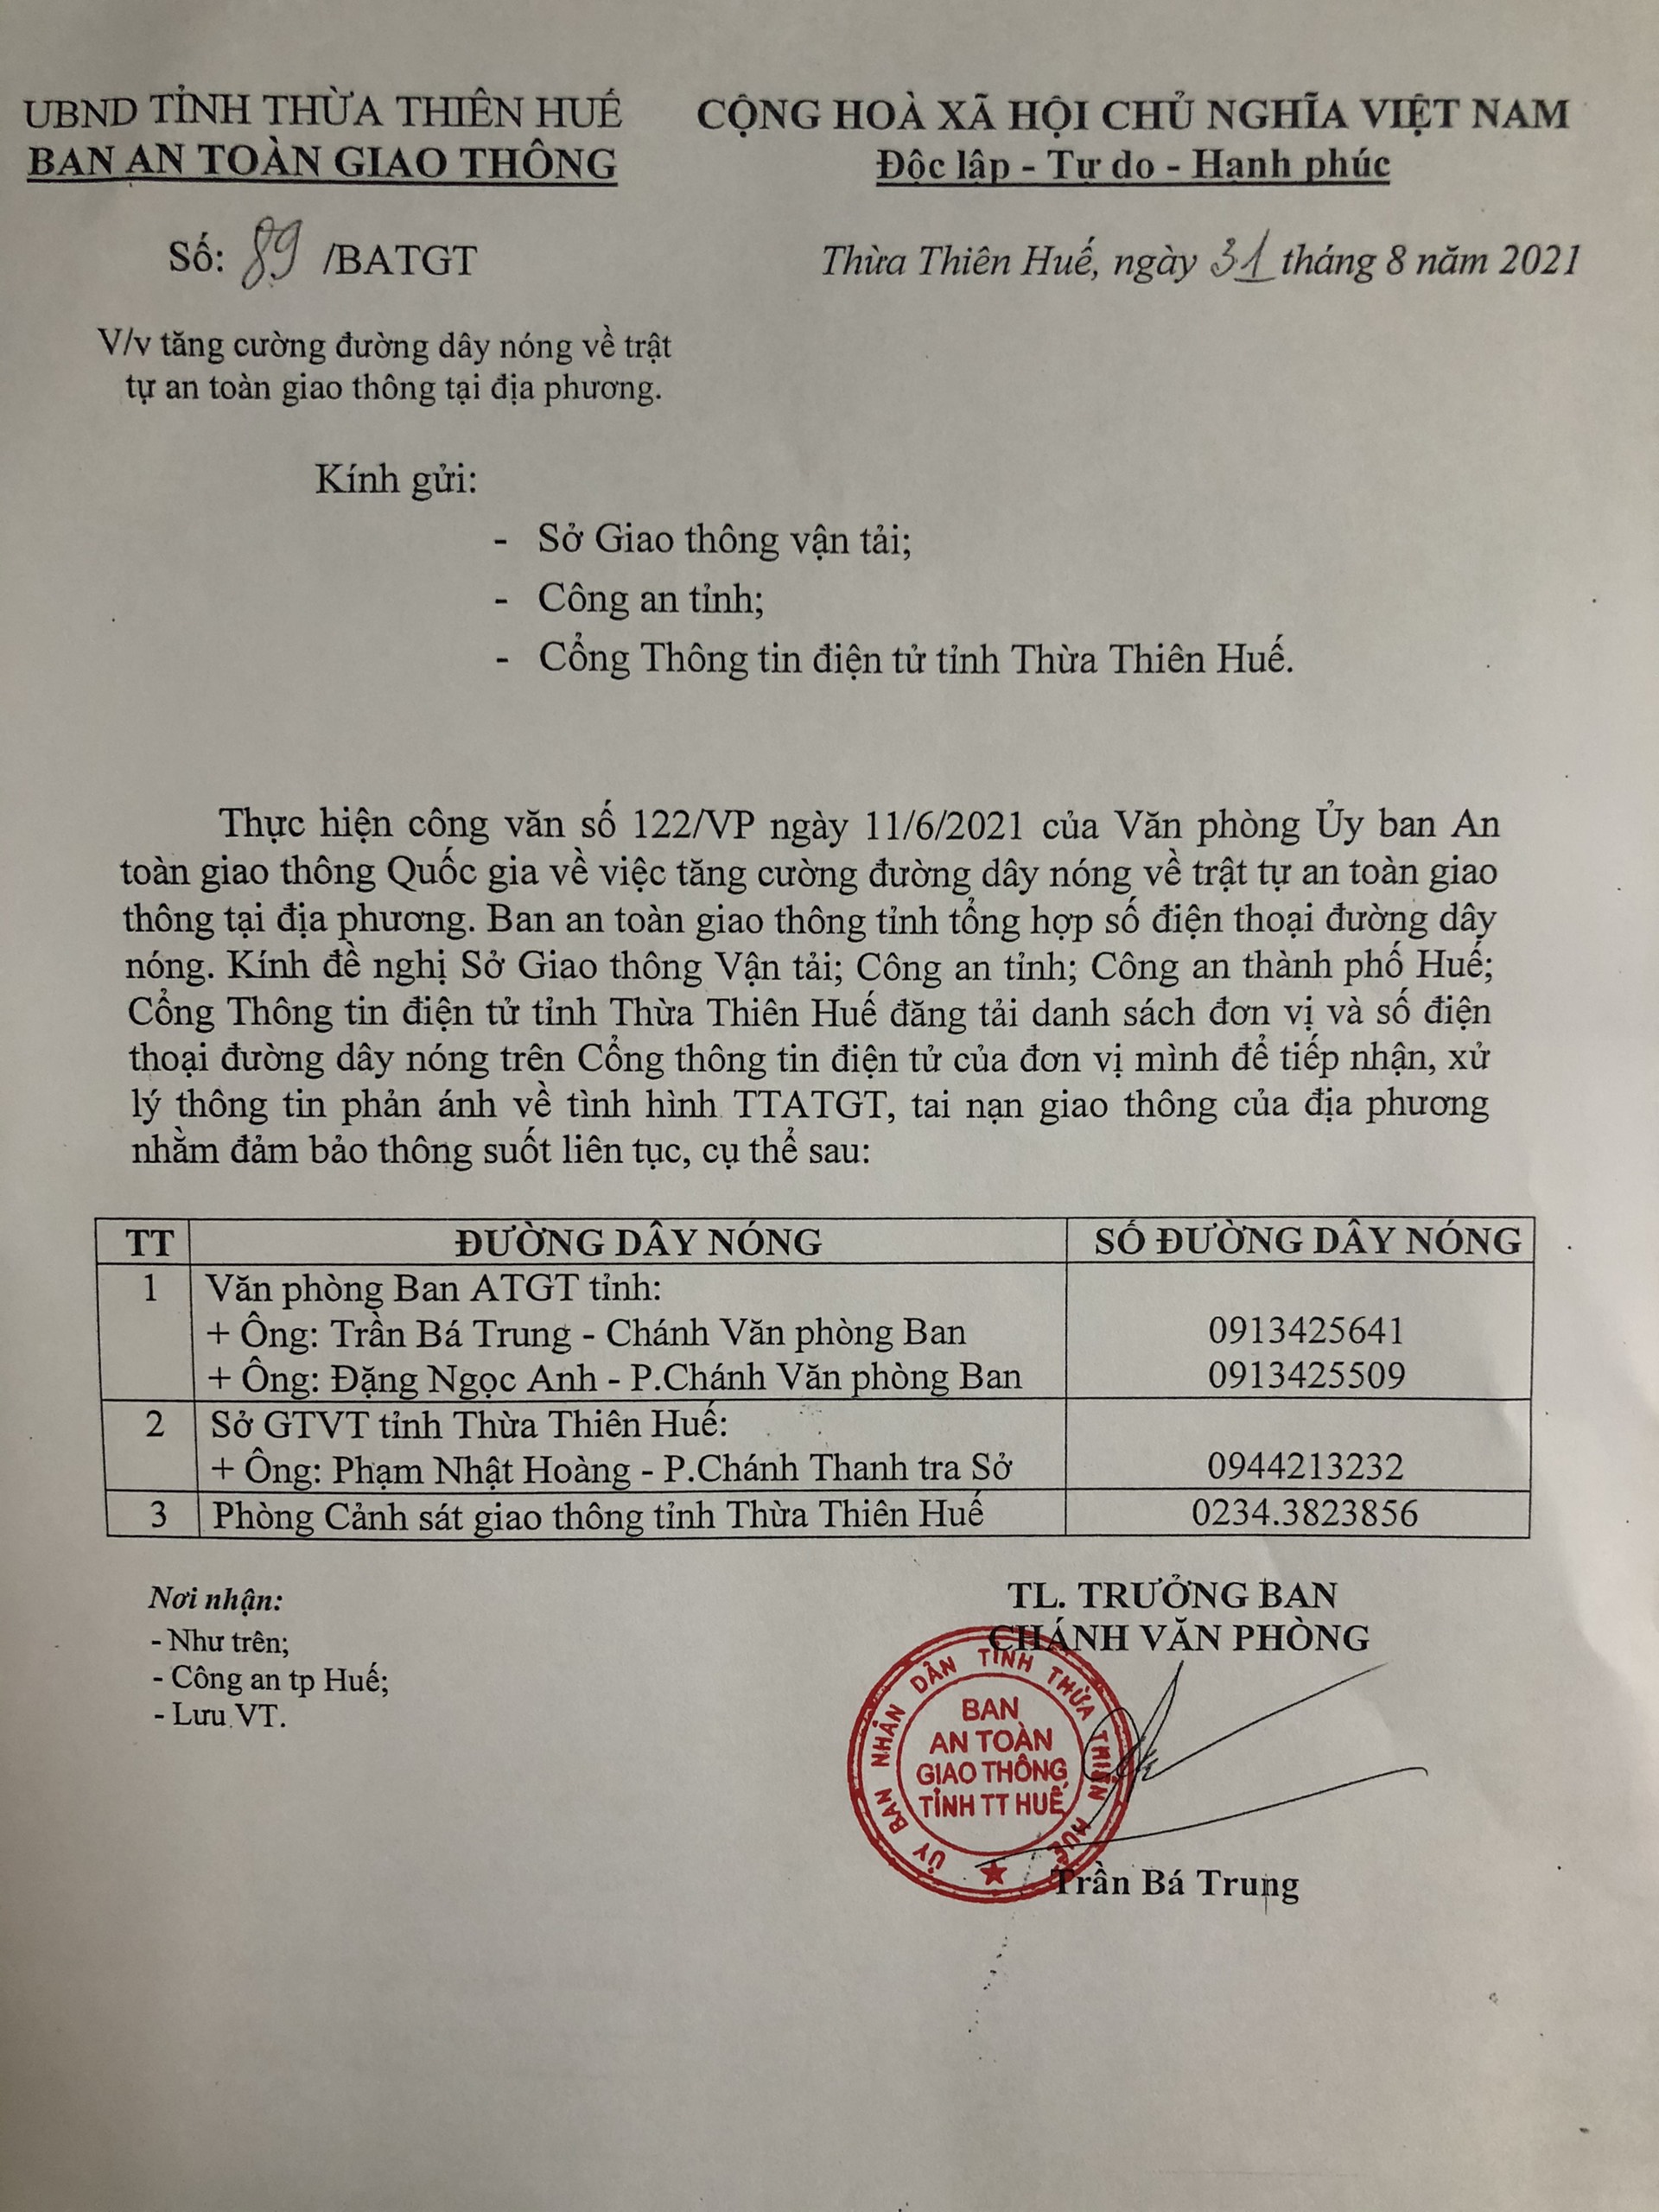 UBND TỈNH THỪA THIÊN HUẾ
BAN AN TOÀN GIAO THÔNG
CỘNG HOÀ XÃ HỘI CHỦ NGHĨA VIỆT NAM
Độc lập - Tự do - Hạnh phúc
Số: 89 /BATGT
Thừa Thiên Huế, ngày 31 tháng 8 năm 2021
V/v tăng cường đường dây nóng về trật
tự an toàn giao thông tại địa phương.
Kính gửi:
- Sở Giao thông vận tải;
- Công an tỉnh;
- Cổng Thông tin điện tử tỉnh Thừa Thiên Huế.
Thực hiện công văn số 122/VP ngày 11/6/2021 của Văn phòng Ủy ban An
toàn giao thông Quốc gia về việc tăng cường đường dây nóng về trật tự an toàn giao
thông tại địa phương. Ban an toàn giao thông tỉnh tổng hợp số điện thoại đường dây
nóng. Kính đề nghị Sở Giao thông Vận tải; Công an tỉnh; Công an thành phố Huế;
Cổng Thông tin điện tử tỉnh Thừa Thiên Huế đăng tải danh sách đơn vị và số điện
thoại đường dây nóng trên Cổng thông tin điện tử của đơn vị mình để tiếp nhận, xử
lý thông tin phản ánh về tình hình TTATGT, tai nạn giao thông của địa phương
nhằm đảm bảo thông suốt liên tục, cụ thể sau:
TT ĐƯỜNG DÂY NÓNG SỐ ĐƯỜNG DÂY NÓNG
1 Văn phòng Ban ATGT tỉnh:
+ Ông: Trần Bá Trung - Chánh Văn phòng Ban 0913425641
+ Ông: Đặng Ngọc Anh - P.Chánh Văn phòng Ban 0913425509
2 Sở GTVT tỉnh Thừa Thiên Huế:
+ Ông: Phạm Nhật Hoàng - P.Chánh Thanh tra Sở 0944213232
3 Phòng Cảnh sát giao thông tỉnh Thừa Thiên Huế 0234.3823856
Nơi nhận:
- Như trên;
- Công an tp Huế;
- Lưu VT.
TL. TRƯỞNG BAN
CHÁNH VĂN PHÒNG
ỦY BAN NHÂN DÂN TỈNH THỪA THIÊN HUẾ
BAN
AN TOÀN
GIAO THÔNG
TỈNH TT HUẾ
Trần Bá Trung